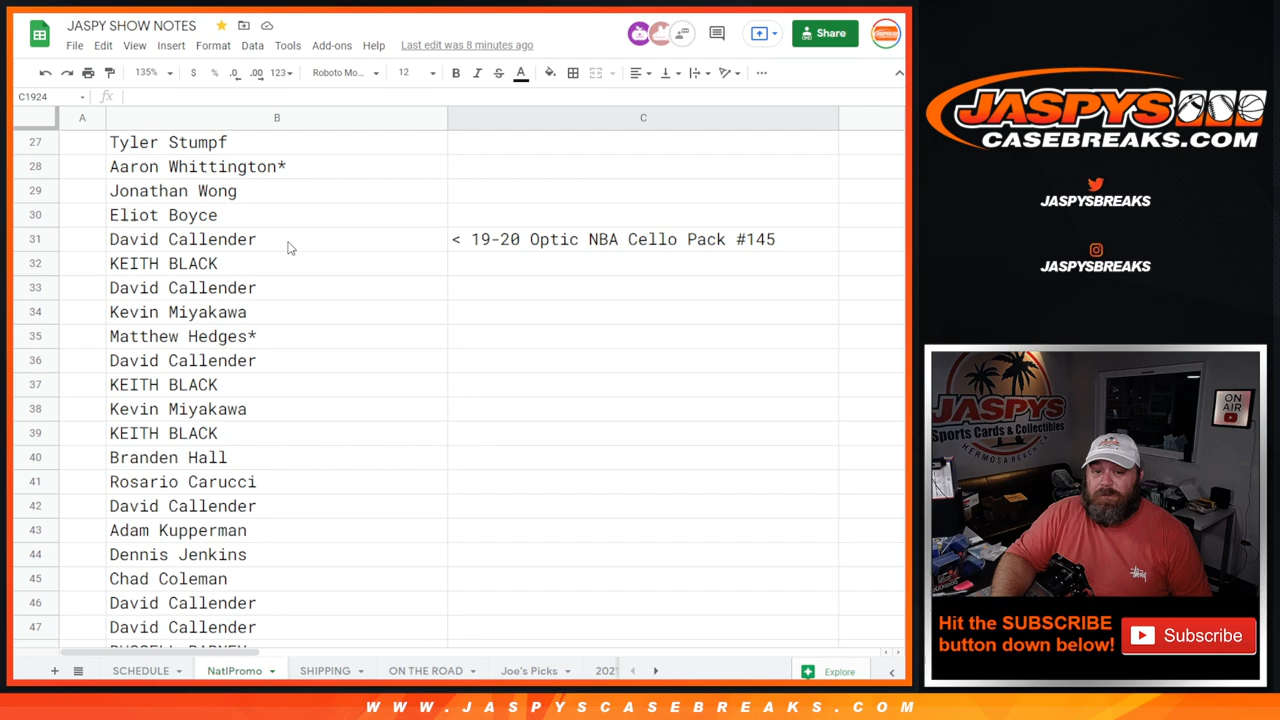 JASPY SHOW NOTES
File Edit View Insert Format Data Tools Add-ons Help Last edit was 8 minutes ago
Share
135% $ % .0 .00 123 Roboto Mo... 12 B I S A
C1924 fx
A B C
27 Tyler Stumpf
28 Aaron Whittington*
29 Jonathan Wong
30 Eliot Boyce
31 David Callender < 19-20 Optic NBA Cello Pack #145
32 KEITH BLACK
33 David Callender
34 Kevin Miyakawa
35 Matthew Hedges*
36 David Callender
37 KEITH BLACK
38 Kevin Miyakawa
39 KEITH BLACK
40 Branden Hall
41 Rosario Carucci
42 David Callender
43 Adam Kupperman
44 Dennis Jenkins
45 Chad Coleman
46 David Callender
47 David Callender
SCHEDULE NatlPromo SHIPPING ON THE ROAD Joe's Picks 202 Explore
JASPYS
CASEBREAKS.COM
JASPYSBREAKS
JASPYSBREAKS
JASPYS
Sports Cards & Collectibles
HERMOSA BEACH CA
ON
AIR
Hit the SUBSCRIBE
button down below!
Subscribe
WWW.JASPYSCASEBREAKS.COM